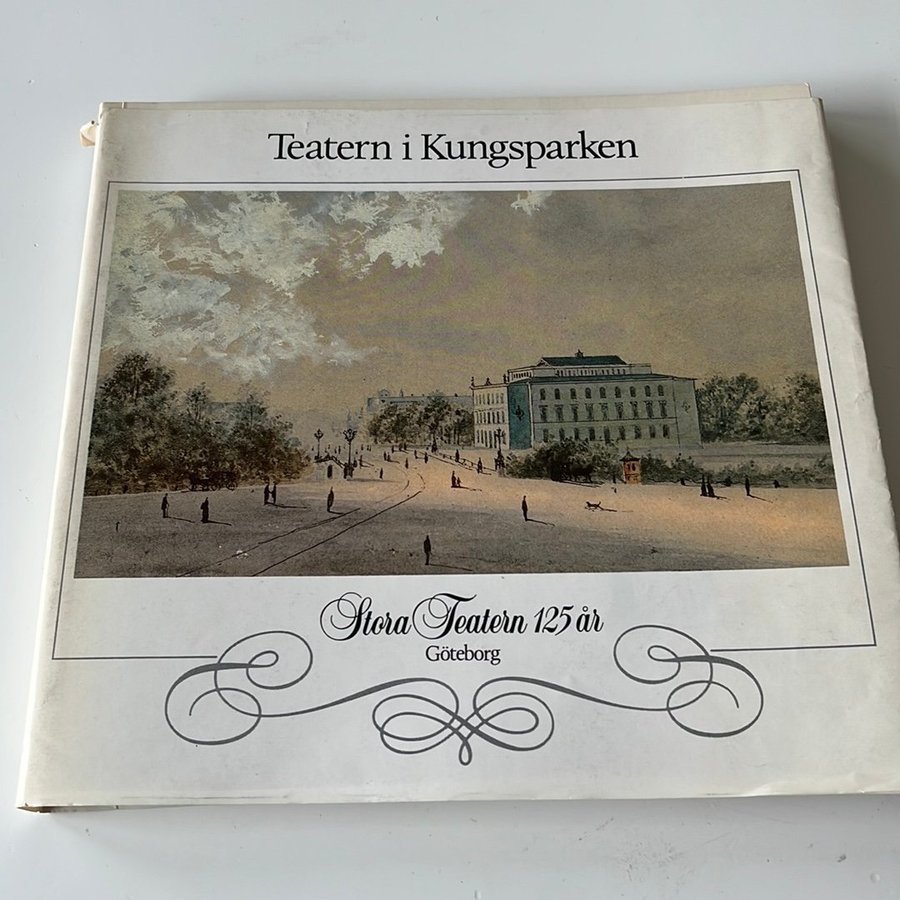 Teatern i Kungsparken
Stora Teatern 125 år
Göteborg